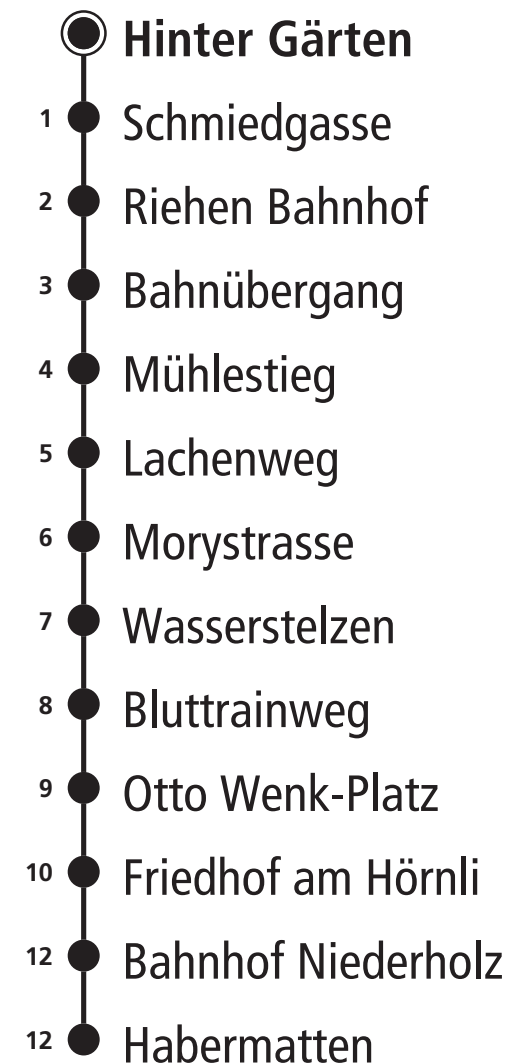 Hinter Gärten
1 Schmiedgasse
2 Riehen Bahnhof
3 Bahnübergang
4 Mühlestieg
5 Lachenweg
6 Morystrasse
7 Wasserstelzen
8 Bluttrainweg
9 Otto Wenk-Platz
10 Friedhof am Hörnli
12 Bahnhof Niederholz
12 Habermatten